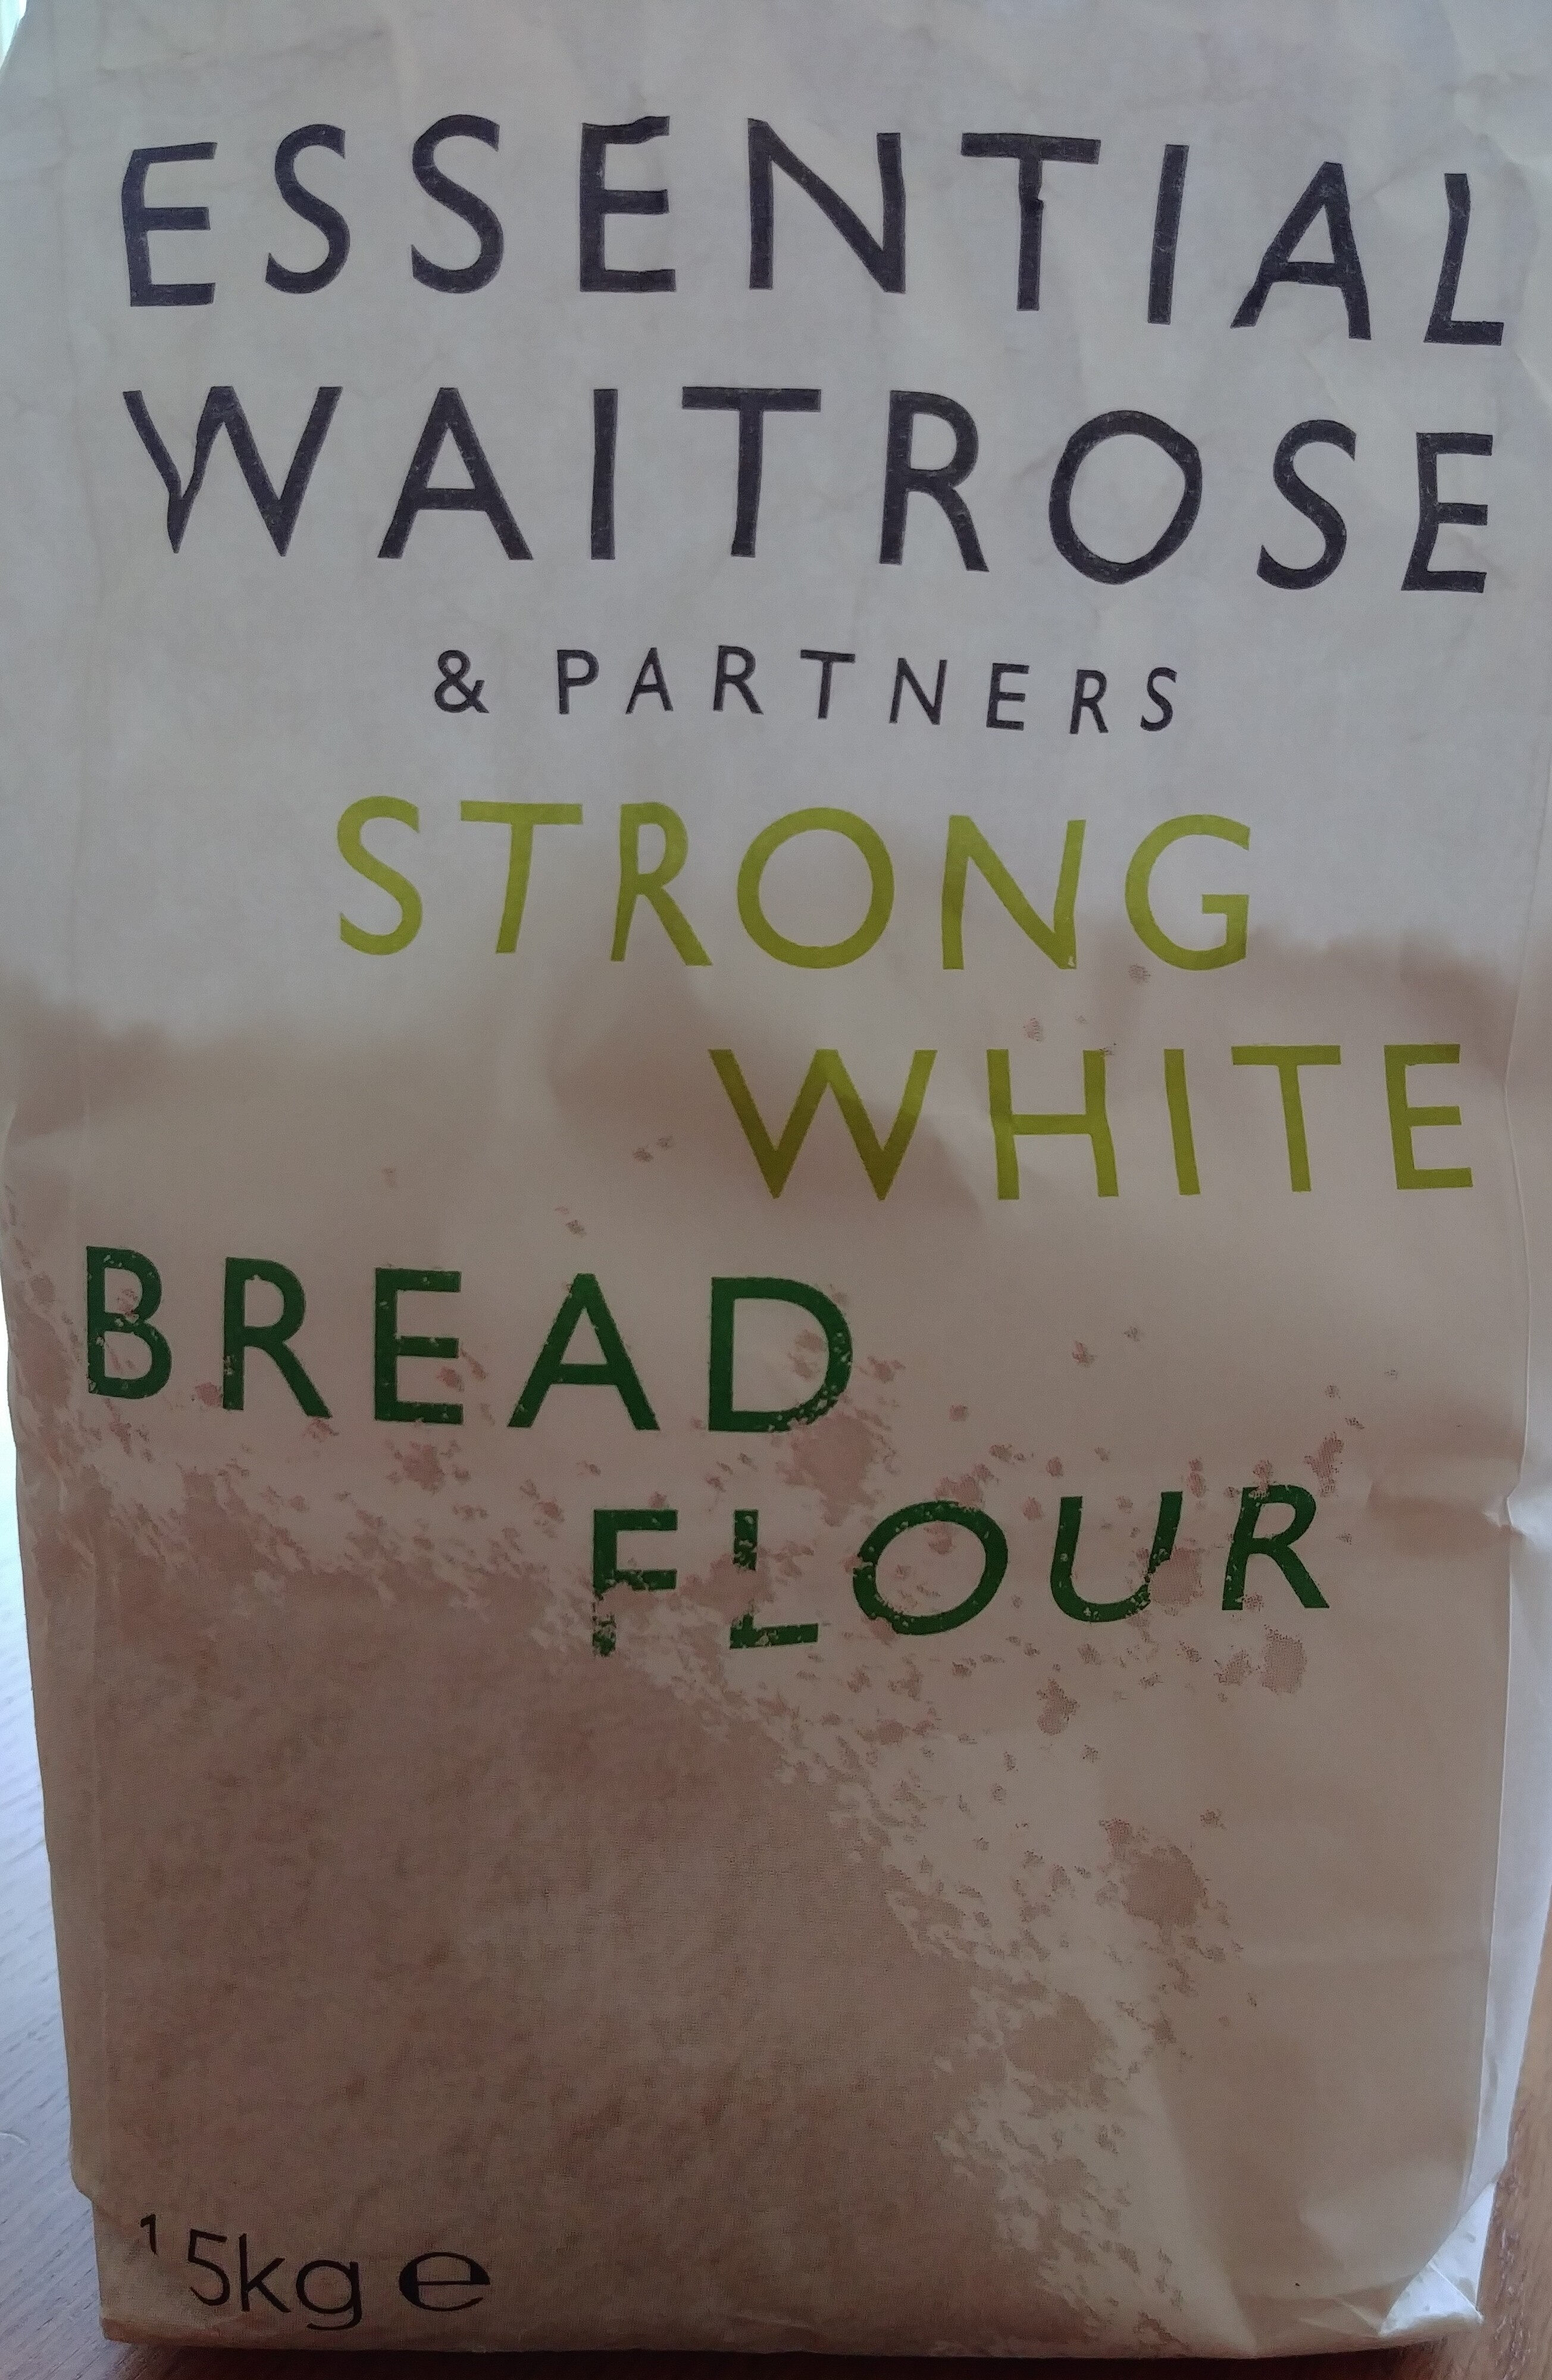 ESSENTIAL
WAITROSE
& PARTNERS
STRONG
WHITE
BREAD
FLOUR
1.5kg e